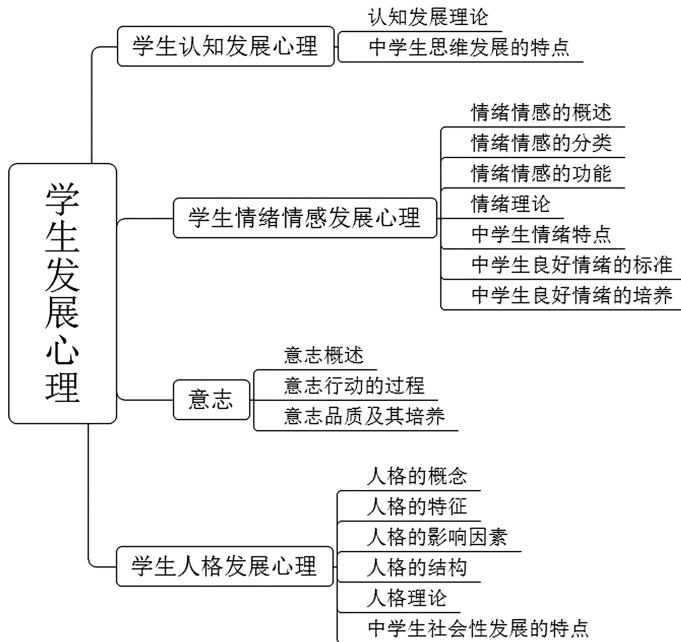 学生发展心理
学生认知发展心理
认知发展理论
中学生思维发展的特点
学生情绪情感发展心理
情绪情感的概述
情绪情感的分类
情绪情感的功能
情绪理论
中学生情绪特点
中学生良好情绪的标准
中学生良好情绪的培养
意志
意志概述
意志行动的过程
意志品质及其培养
学生人格发展心理
人格的概念
人格的特征
人格的影响因素
人格的结构
人格理论
中学生社会性发展的特点